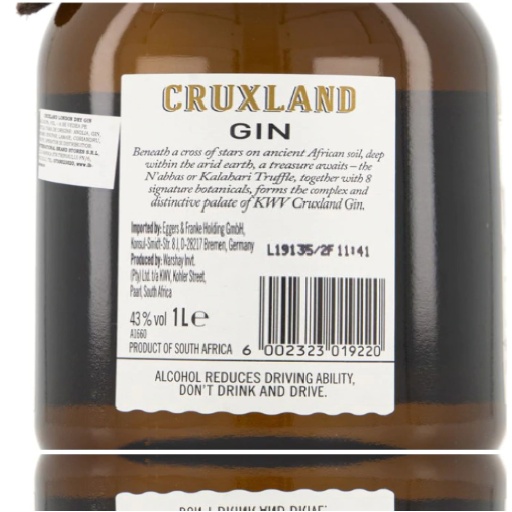 CRUXLAND
GIN
Beneath a cross of stars on ancient African soil, deep
within the arid earth, a treasure awaits – the
N'abbas or Kalahari Truffle, together with 8
signature botanicals, forms the complex and
distinctive palate of KWV Cruxland Gin.
Imported by: Eggers & Franke Holding GmbH,
Konsul-Smidt-Str. 8 J, D-28217 Bremen, Germany
Produced by: Warshay Invt.
(Pty) Ltd. t/a KWV, Kohler Street,
Paarl, South Africa
L19135/2F 11:41
43% vol 1L e
A1660
PRODUCT OF SOUTH AFRICA
6 002323 019220
ALCOHOL REDUCES DRIVING ABILITY,
DON'T DRINK AND DRIVE.